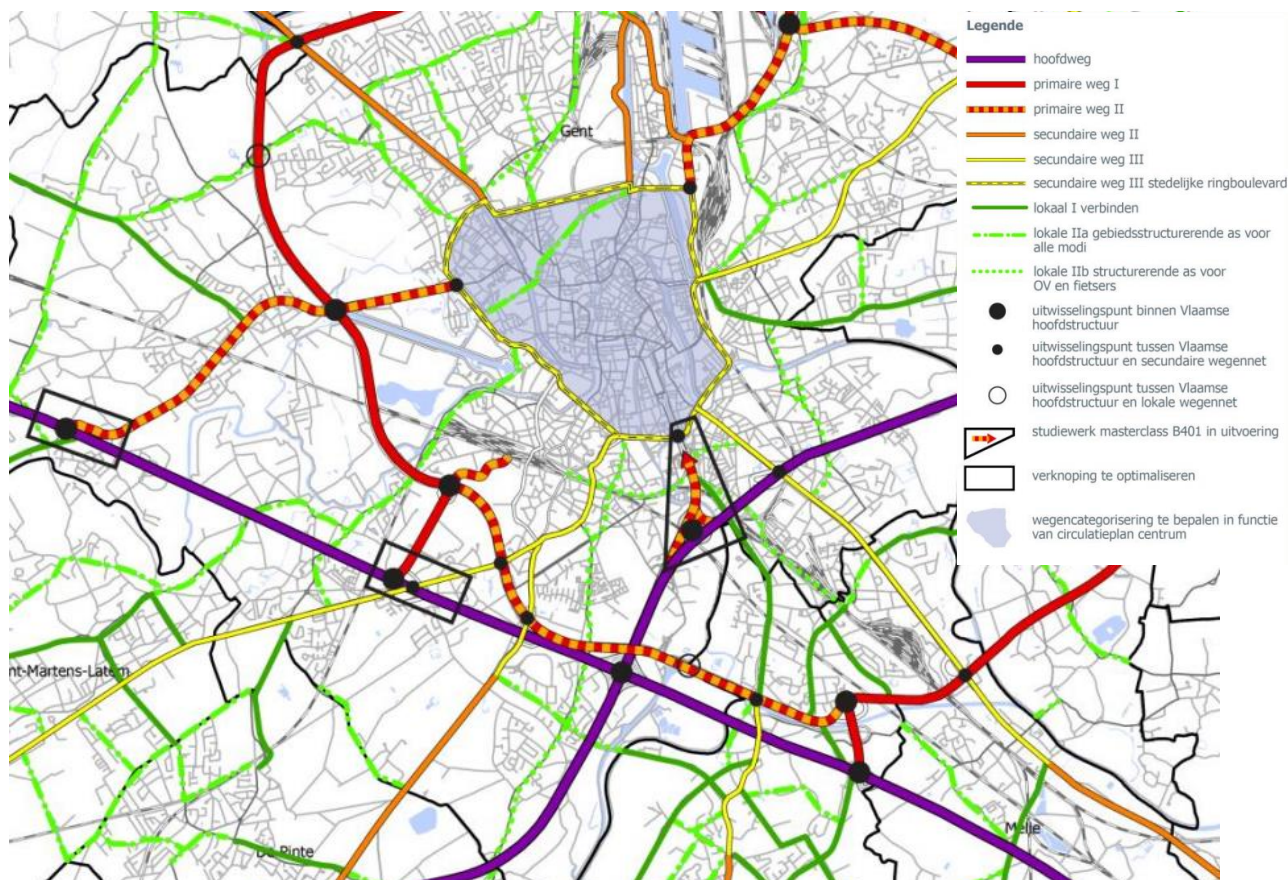 Legende
hoofdweg
primaire weg I
primaire weg II
secundaire weg II
secundaire weg III
secundaire weg III stedelijke ringboulevard
lokaal I verbinden
lokale IIa gebiedsstructurerende as voor
alle modi
lokale IIb structurerende as voor
OV en fietsers
uitwisselingspunt binnen Vlaamse
hoofdstructuur
uitwisselingspunt tussen Vlaamse
hoofdstructuur en secundaire wegennet
uitwisselingspunt tussen Vlaamse
hoofdstructuur en lokale wegennet
studiewerk masterclass B401 in uitvoering
verknoping te optimaliseren
wegencategorisering te bepalen in functie
van circulatieplan centrum
Gent
nt-Martens-Latem
De Pinte
Melle